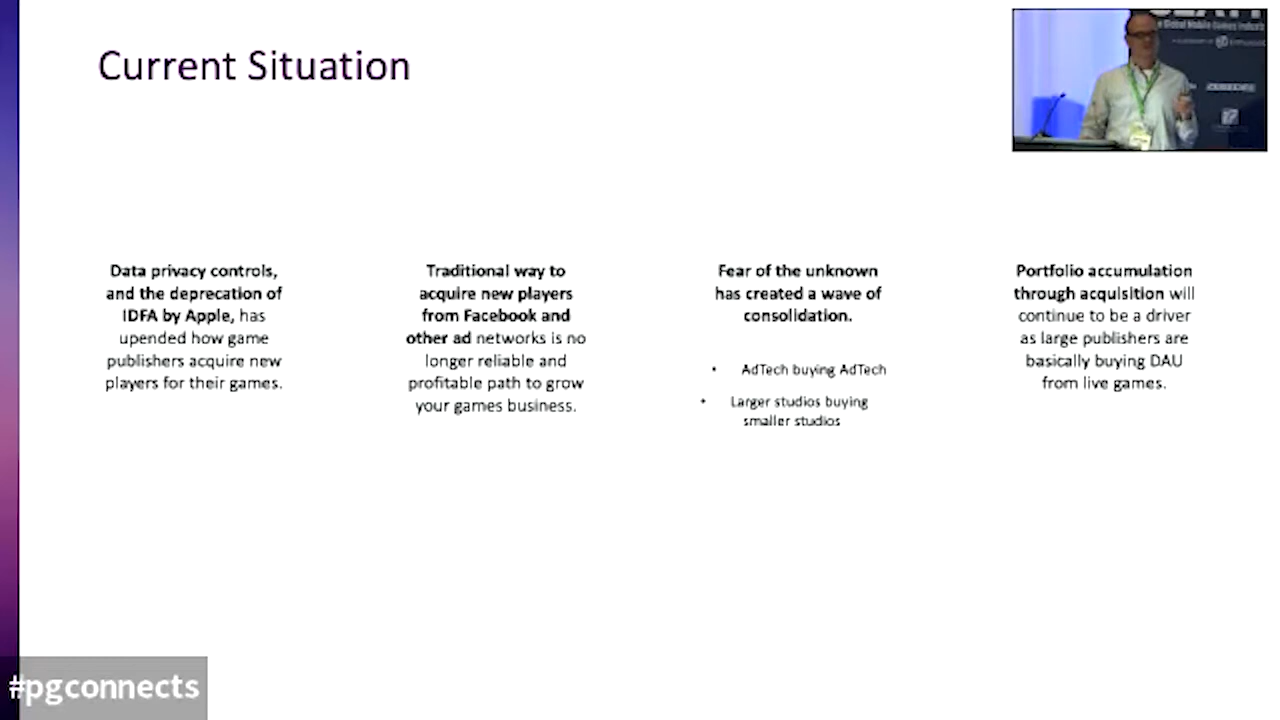 Current Situation
Data privacy controls,
and the deprecation of
IDFA by Apple, has
upended how game
publishers acquire new
players for their games.
Traditional way to
acquire new players
from Facebook and
other ad networks is no
longer reliable and
profitable path to grow
your games business.
Fear of the unknown
has created a wave of
consolidation.
• AdTech buying AdTech
• Larger studios buying
smaller studios
Portfolio accumulation
through acquisition will
continue to be a driver
as large publishers are
basically buying DAU
from live games.
#pgconnects